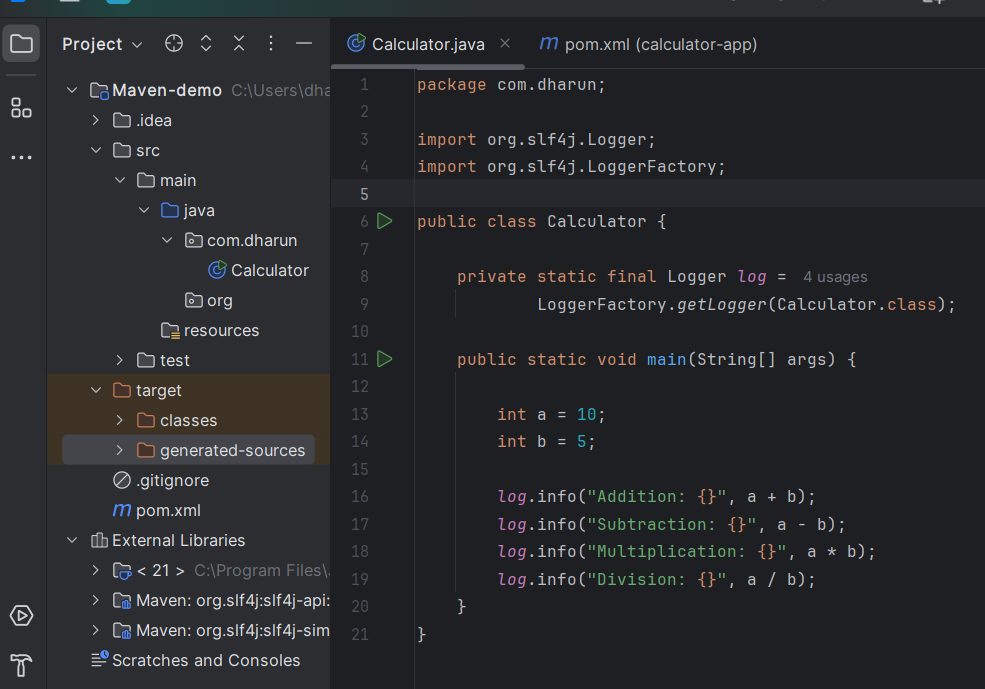 Project
Calculator.java
pom.xml (calculator-app)
Maven-demo C:\Users\dha
.idea
src
main
java
com.dharun
Calculator
org
resources
test
target
classes
generated-sources
.gitignore
pom.xml
External Libraries
< 21 > C:\Program Files\
Maven: org.slf4j:slf4j-api:
Maven: org.slf4j:slf4j-sim
Scratches and Consoles
1 package com.dharun;
2
3 import org.slf4j.Logger;
4 import org.slf4j.LoggerFactory;
5
6 public class Calculator {
7
8 private static final Logger log = 4 usages
9 LoggerFactory.getLogger(Calculator.class);
10
11 public static void main(String[] args) {
12
13 int a = 10;
14 int b = 5;
15
16 log.info("Addition: {}", a + b);
17 log.info("Subtraction: {}", a - b);
18 log.info("Multiplication: {}", a * b);
19 log.info("Division: {}", a / b);
20 }
21 }